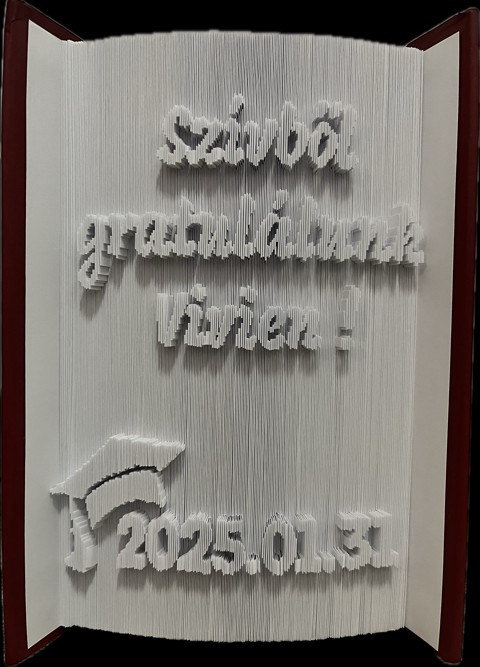 Szívből
gratulálunk
Vivien !
2025.01.31